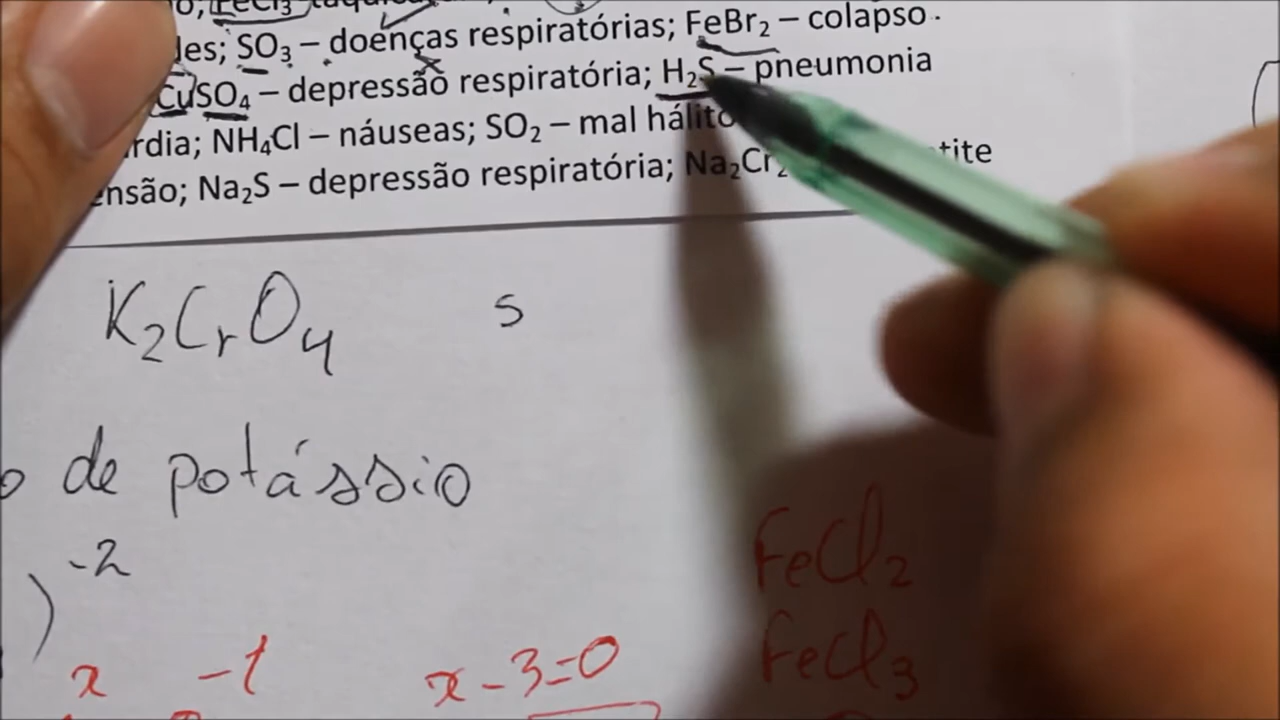 FeCl₃
des; SO₃ – doenças respiratórias; FeBr₂ – colapso
CuSO₄ – depressão respiratória; H₂S – pneumonia
rdia; NH₄Cl – náuseas; SO₂ – mal hálito
ensão; Na₂S – depressão respiratória; Na₂Cr₂ tite
K₂CrO₄ s
o de potássio
) -2
x -1 x - 3 = 0
FeCl₂
FeCl₃